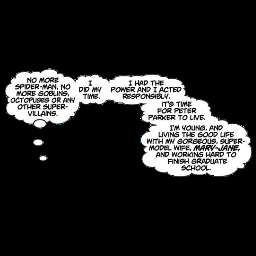 NO MORE
SPIDER-MAN. NO
MORE GOBLINS,
OCTOPUSES OR ANY
OTHER SUPER-
VILLAINS.
I
DID MY
TIME.
I HAD THE
POWER AND I ACTED
RESPONSIBLY.
IT'S TIME
FOR PETER
PARKER TO LIVE.
I'M YOUNG, AND
LIVING THE GOOD LIFE
WITH MY GORGEOUS, SUPER-
MODEL WIFE, MARY-JANE,
AND WORKING HARD TO
FINISH GRADUATE
SCHOOL.